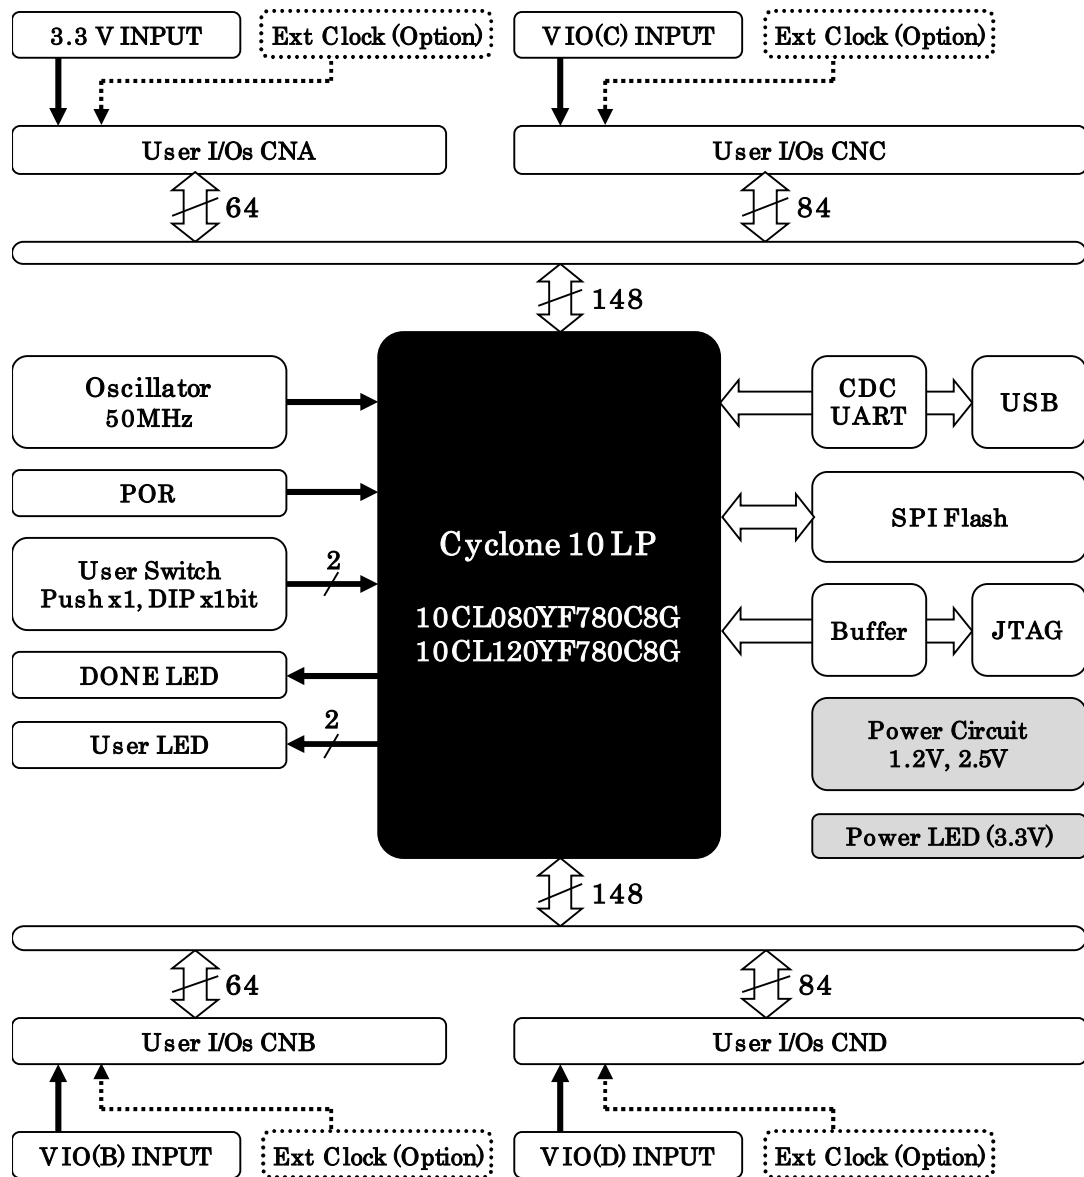 3.3 V INPUT
Ext Clock (Option)
VIO(C) INPUT
Ext Clock (Option)
User I/Os CNA
User I/Os CNC
64
84
148
Oscillator
50MHz
POR
2
User Switch
Push x1, DIP x1bit
DONE LED
2
User LED
Cyclone 10 LP
10CL080YF780C8G
10CL120YF780C8G
CDC
UART
USB
SPI Flash
Buffer
JTAG
Power Circuit
1.2V, 2.5V
Power LED (3.3V)
148
64
84
User I/Os CNB
User I/Os CND
VIO(B) INPUT
Ext Clock (Option)
VIO(D) INPUT
Ext Clock (Option)